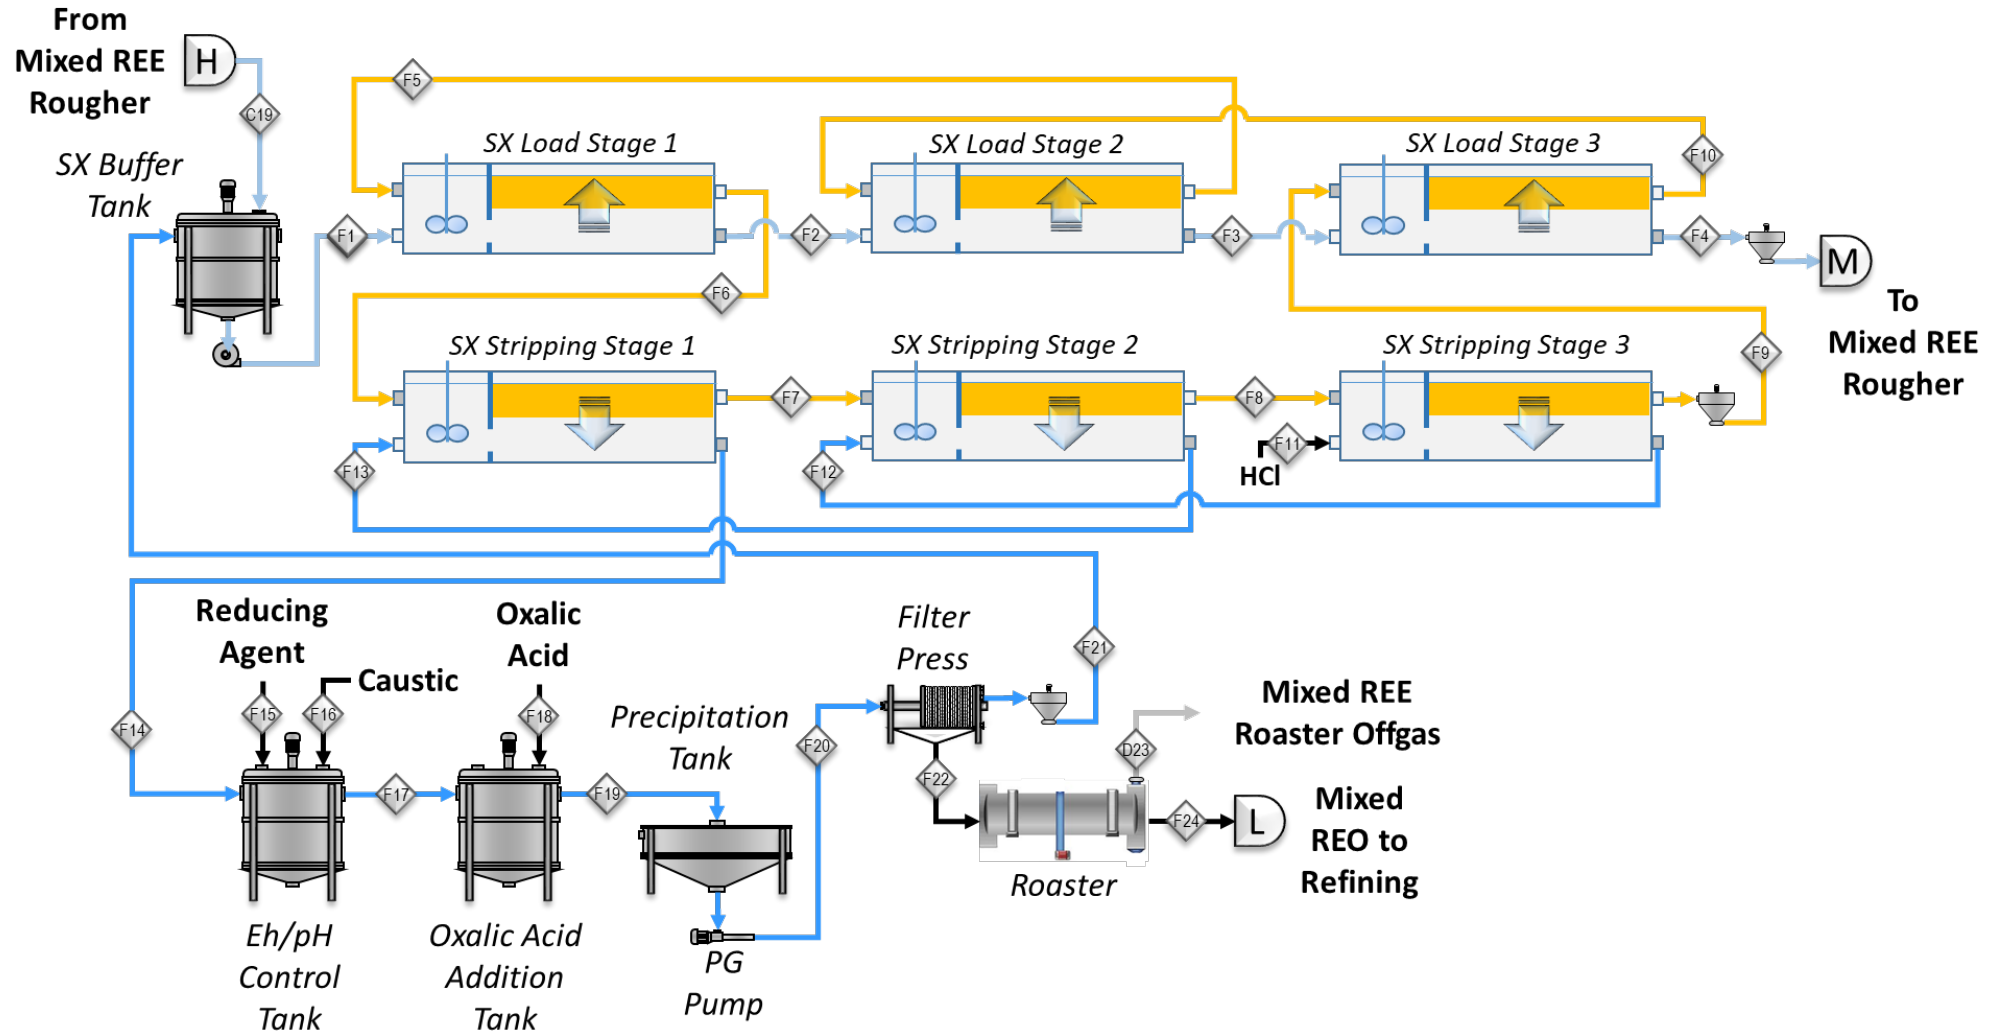 From
Mixed REE
Rougher
H
C19
SX Buffer
Tank
F5
SX Load Stage 1
SX Load Stage 2
SX Load Stage 3
F10
F1
F2
F3
F4
M
To
Mixed REE
Rougher
F6
SX Stripping Stage 1
SX Stripping Stage 2
SX Stripping Stage 3
F9
F7
F8
F13
F12
F11
HCl
Reducing
Agent
Caustic
Oxalic
Acid
F14
F15
F16
F18
F17
F19
Eh/pH
Control
Tank
Oxalic Acid
Addition
Tank
Precipitation
Tank
PG
Pump
F20
Filter
Press
F21
F22
D23
Mixed REE
Roaster Offgas
Roaster
F24
L
Mixed
REO to
Refining